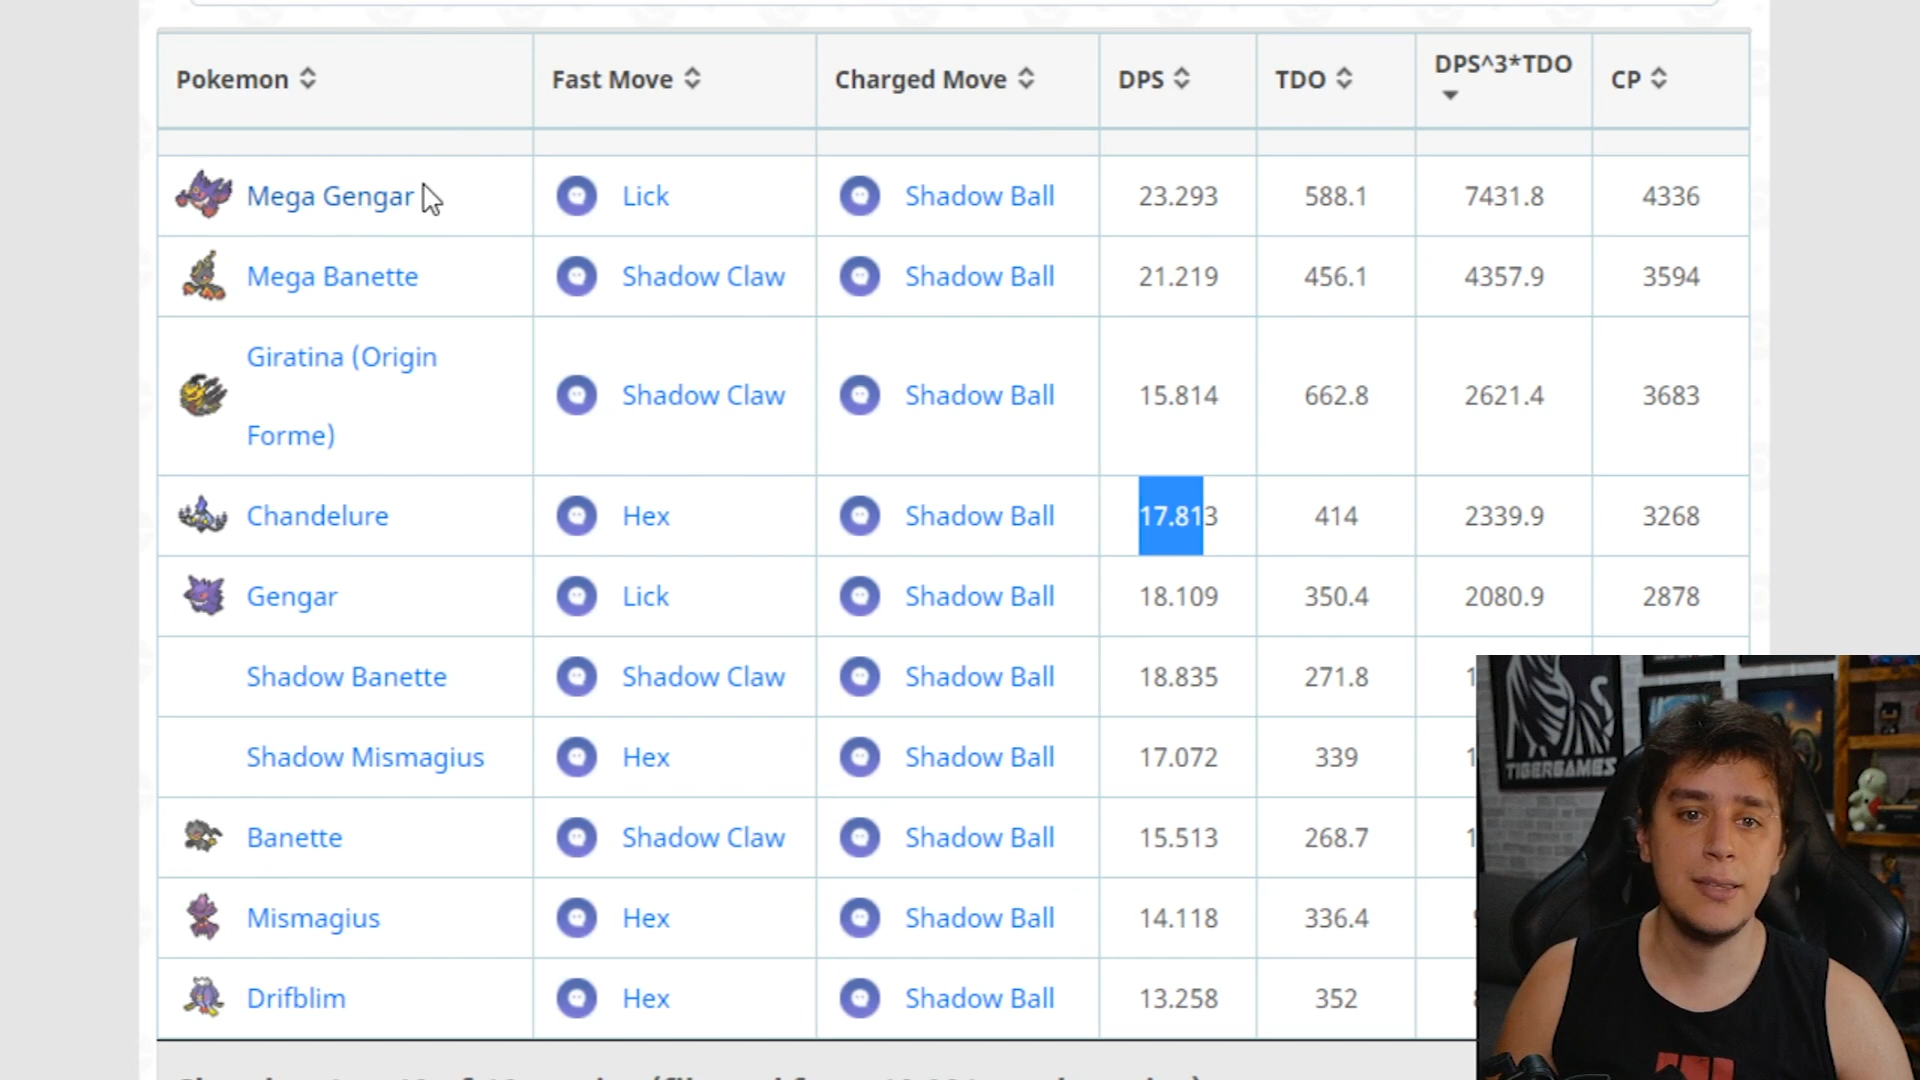 Pokemon Fast Move Charged Move DPS TDO DPS^3*TDO CP
Mega Gengar Lick Shadow Ball 23.293 588.1 7431.8 4336
Mega Banette Shadow Claw Shadow Ball 21.219 456.1 4357.9 3594
Giratina (Origin
Forme) Shadow Claw Shadow Ball 15.814 662.8 2621.4 3683
Chandelure Hex Shadow Ball 17.813 414 2339.9 3268
Gengar Lick Shadow Ball 18.109 350.4 2080.9 2878
Shadow Banette Shadow Claw Shadow Ball 18.835 271.8
Shadow Mismagius Hex Shadow Ball 17.072 339
Banette Shadow Claw Shadow Ball 15.513 268.7
Mismagius Hex Shadow Ball 14.118 336.4
Drifblim Hex Shadow Ball 13.258 352
TIGERGAMES